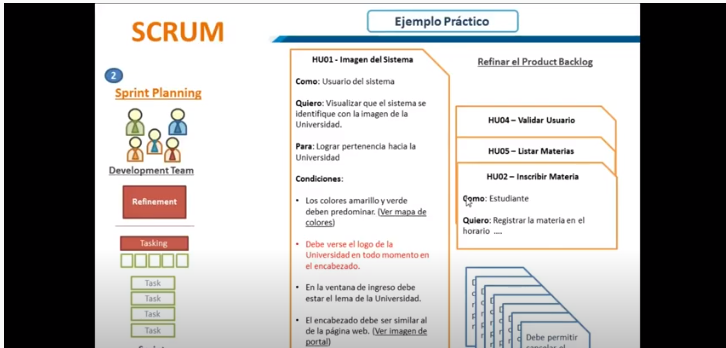 SCRUM
Ejemplo Práctico
2
Sprint Planning
Development Team
Refinement
Tasking
Task
Task
Task
Task
HU01 - Imagen del Sistema
Como: Usuario del sistema
Quiero: Visualizar que el sistema se
identifique con la imagen de la
Universidad.
Para: Lograr pertenencia hacia la
Universidad
Condiciones:
• Los colores amarillo y verde
deben predominar. (Ver mapa de
colores)
• Debe verse el logo de la
Universidad en todo momento en
el encabezado.
• En la ventana de ingreso debe
estar el lema de la Universidad.
• El encabezado debe ser similar al
de la página web. (Ver imagen de
portal)
Refinar el Product Backlog
HU04 – Validar Usuario
HU05 – Listar Materias
HU02 – Inscribir Materia
Como: Estudiante
Quiero: Registrar la materia en el
horario ....
Debe permitir
cancelar el